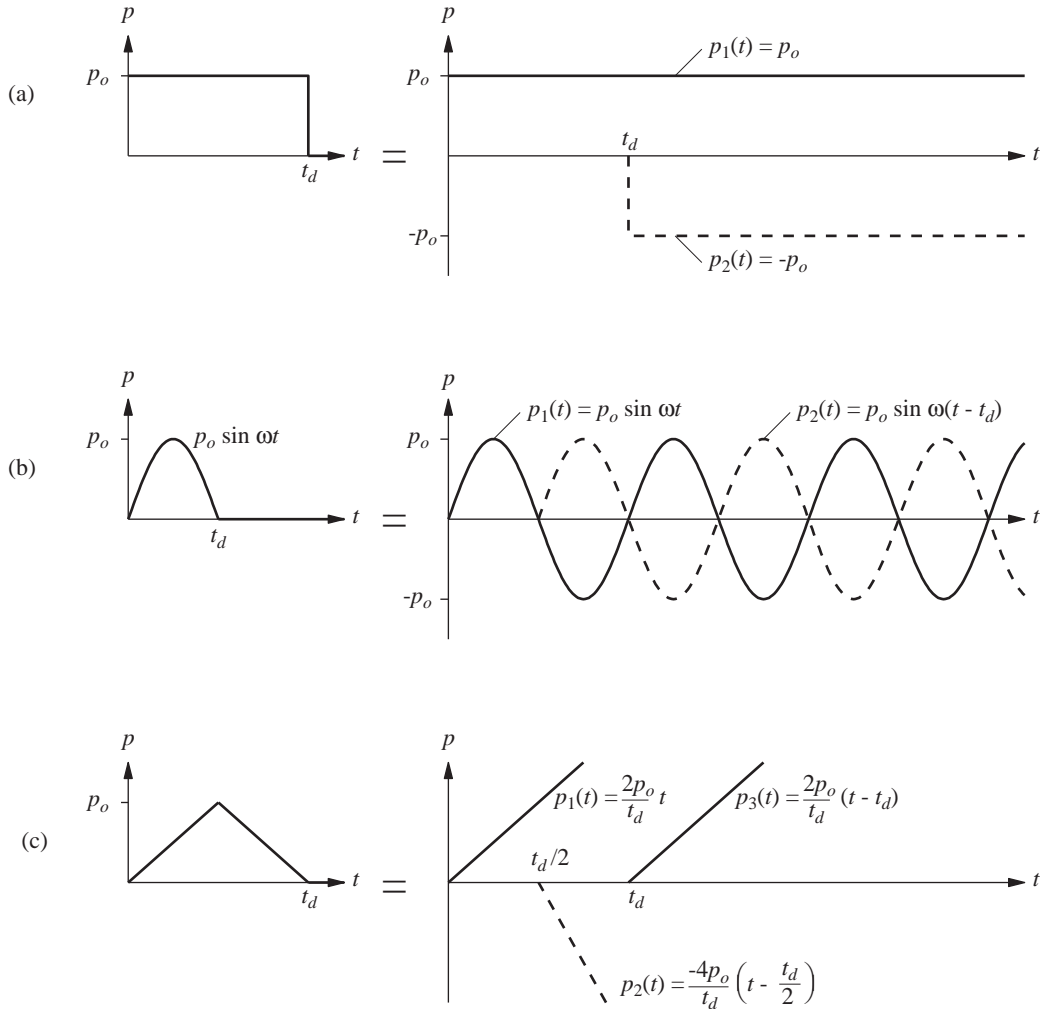 (a)
p
p_o
t_d
t
=
p
p_o
p_1(t) = p_o
t_d
t
-p_o
p_2(t) = -p_o
(b)
p
p_o
p_o sin ωt
t_d
t
=
p
p_o
p_1(t) = p_o sin ωt
p_2(t) = p_o sin ω(t - t_d)
t
-p_o
(c)
p
p_o
t_d
t
=
p
p_1(t) = 2p_o/t_d t
p_3(t) = 2p_o/t_d (t - t_d)
t_d/2
t_d
t
p_2(t) = -4p_o/t_d (t - t_d/2)